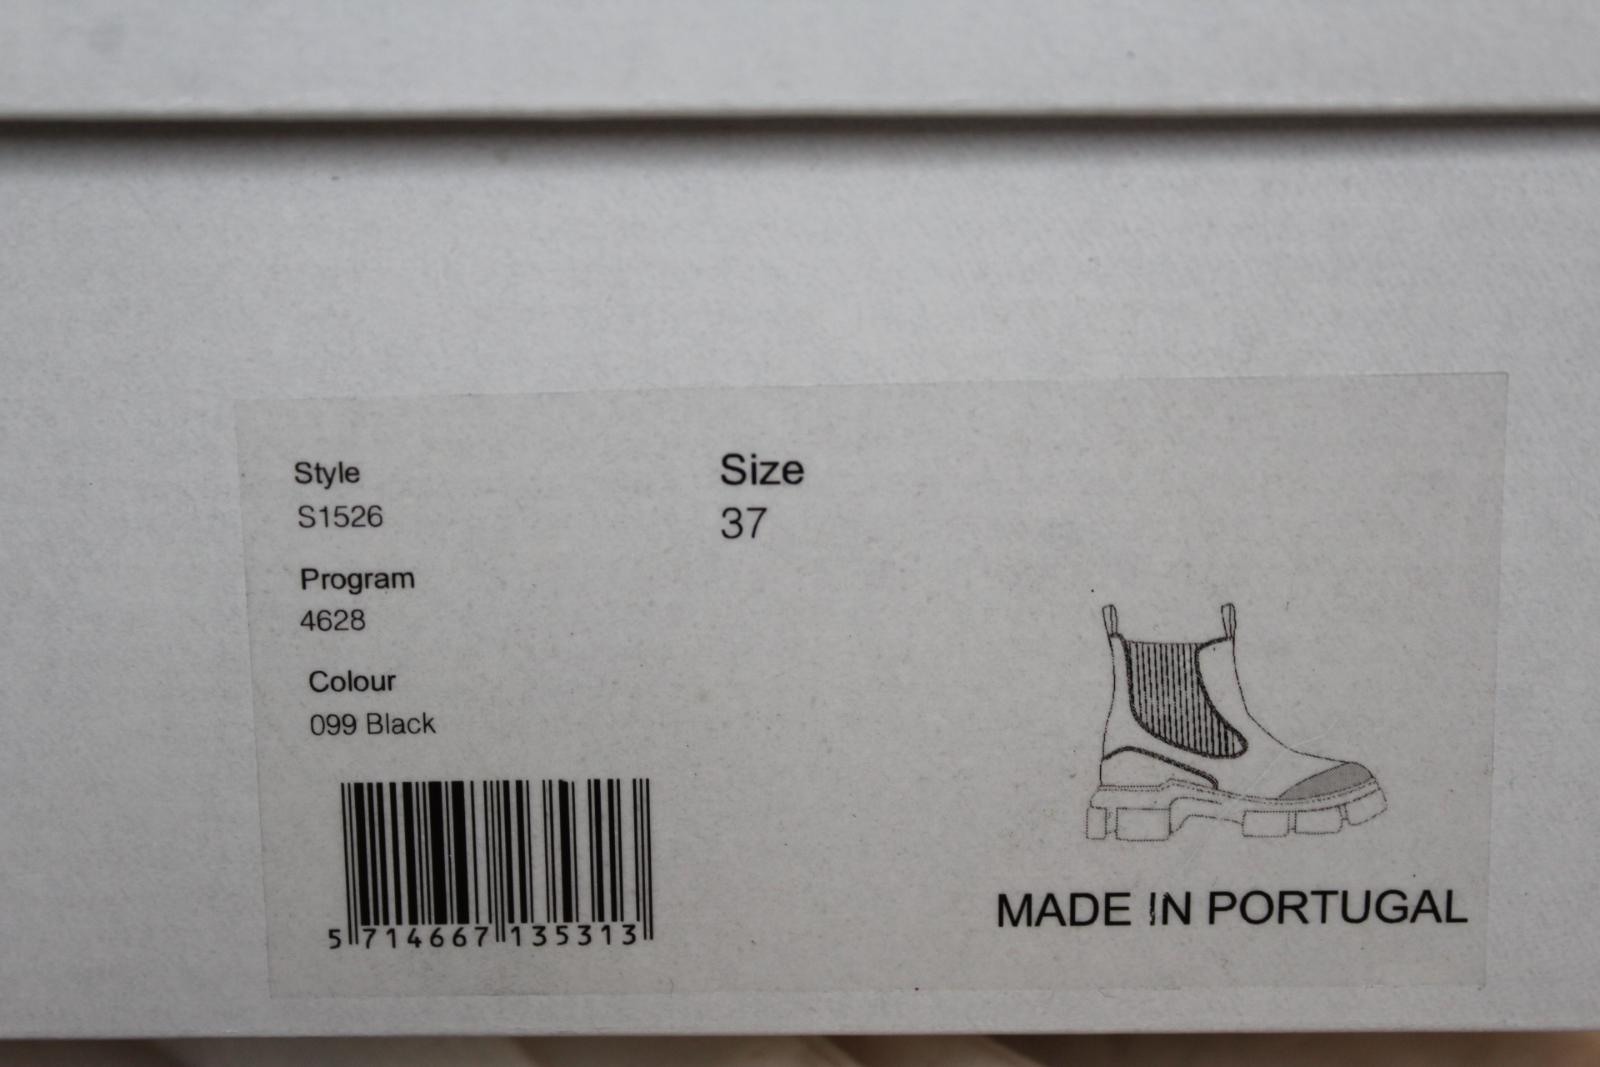 Style
S1526
Size
37
Program
4628
Colour
099 Black
5 714667 135313
MADE IN PORTUGAL